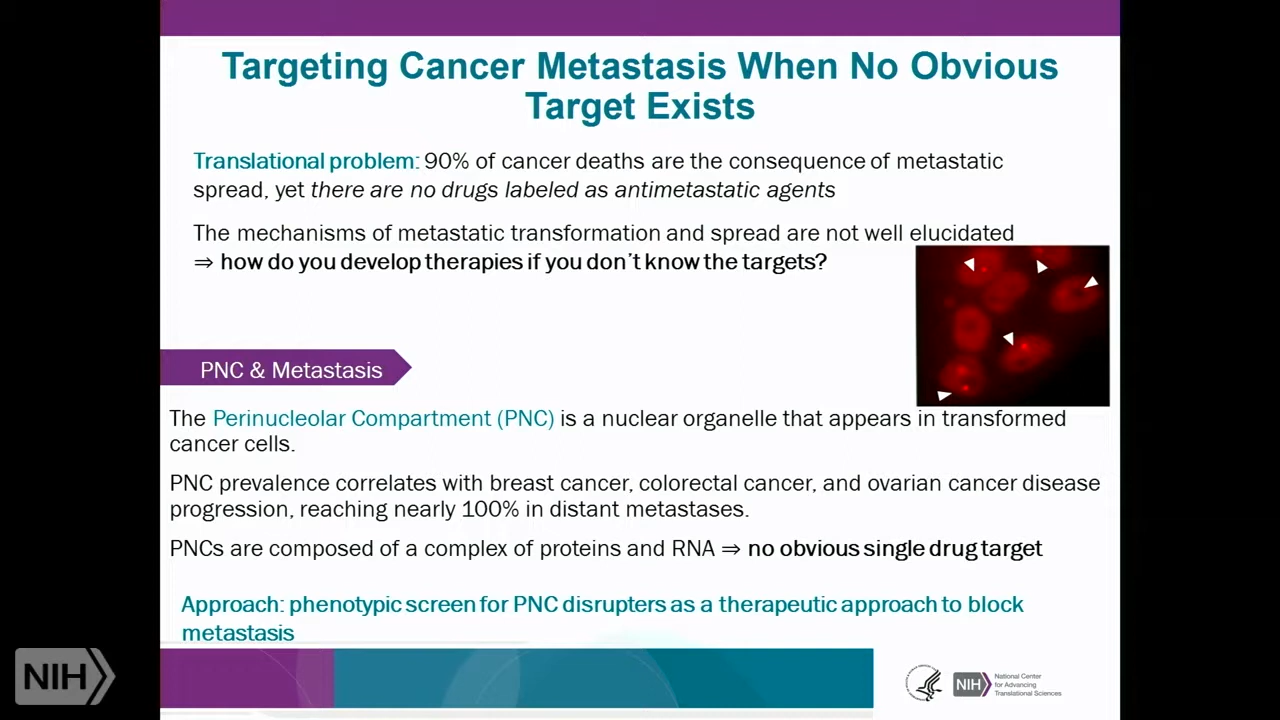 Targeting Cancer Metastasis When No Obvious
Target Exists
Translational problem: 90% of cancer deaths are the consequence of metastatic
spread, yet there are no drugs labeled as antimetastatic agents
The mechanisms of metastatic transformation and spread are not well elucidated
⇒ how do you develop therapies if you don't know the targets?
PNC & Metastasis
The Perinucleolar Compartment (PNC) is a nuclear organelle that appears in transformed
cancer cells.
PNC prevalence correlates with breast cancer, colorectal cancer, and ovarian cancer disease
progression, reaching nearly 100% in distant metastases.
PNCs are composed of a complex of proteins and RNA ⇒ no obvious single drug target
Approach: phenotypic screen for PNC disrupters as a therapeutic approach to block
metastasis
NIH
NIH
National Center
for Advancing
Translational Sciences